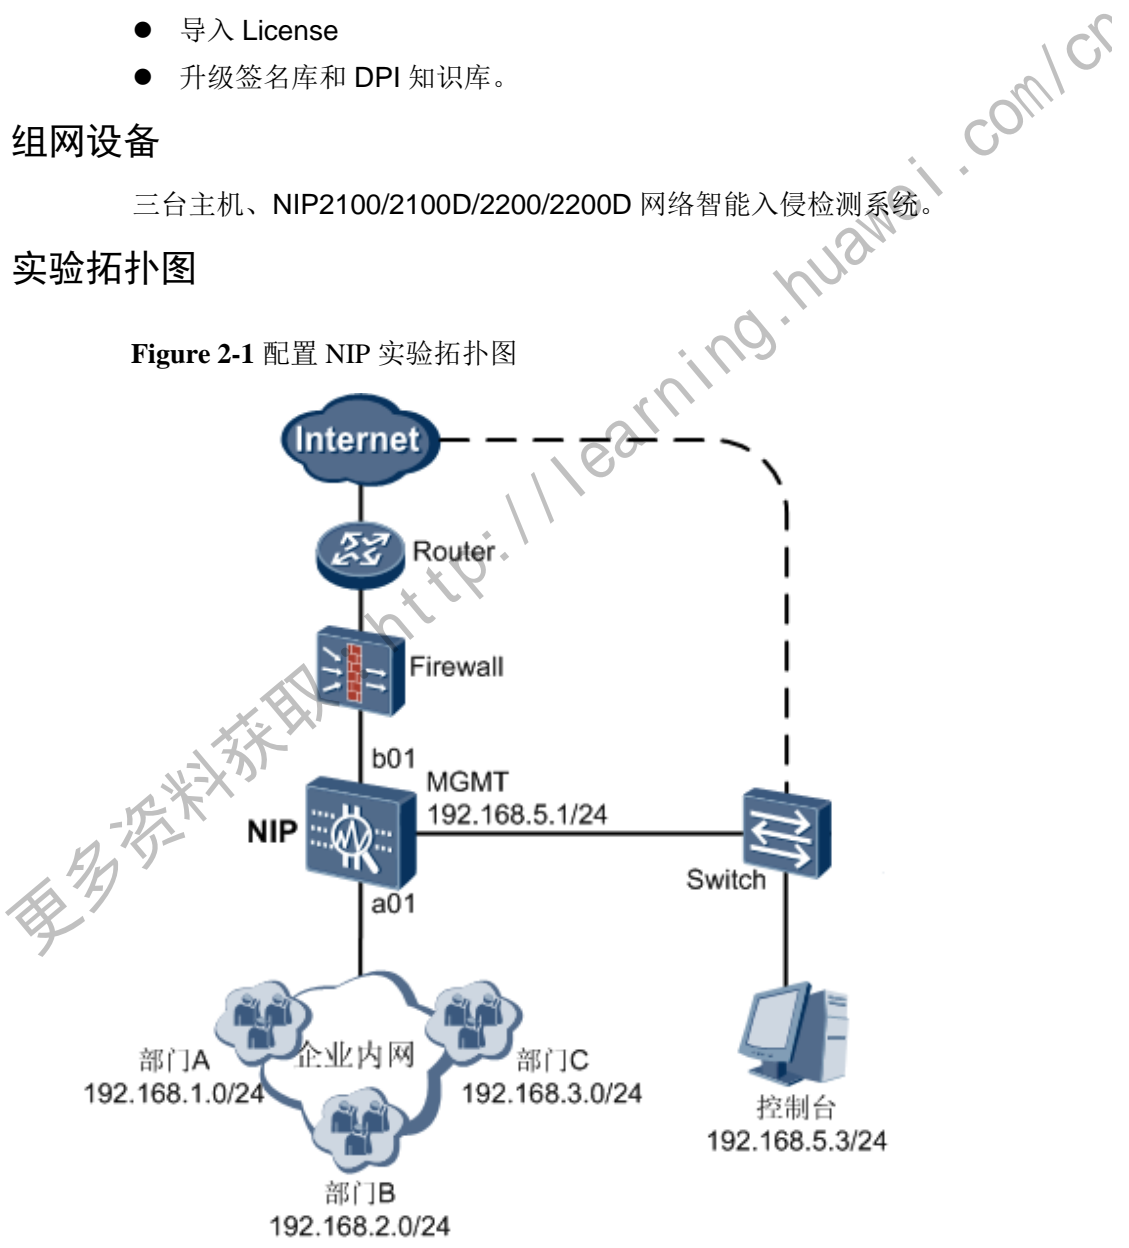 ● 导入 License
● 升级签名库和 DPI 知识库。
组网设备
三台主机、NIP2100/2100D/2200/2200D 网络智能入侵检测系统。
实验拓扑图
Figure 2-1 配置 NIP 实验拓扑图
Internet
Router
Firewall
b01
MGMT
192.168.5.1/24
NIP
Switch
a01
企业内网
部门A
192.168.1.0/24
部门C
192.168.3.0/24
控制台
192.168.5.3/24
部门B
192.168.2.0/24
更多资料获取 http://learning.huawei.com/cn